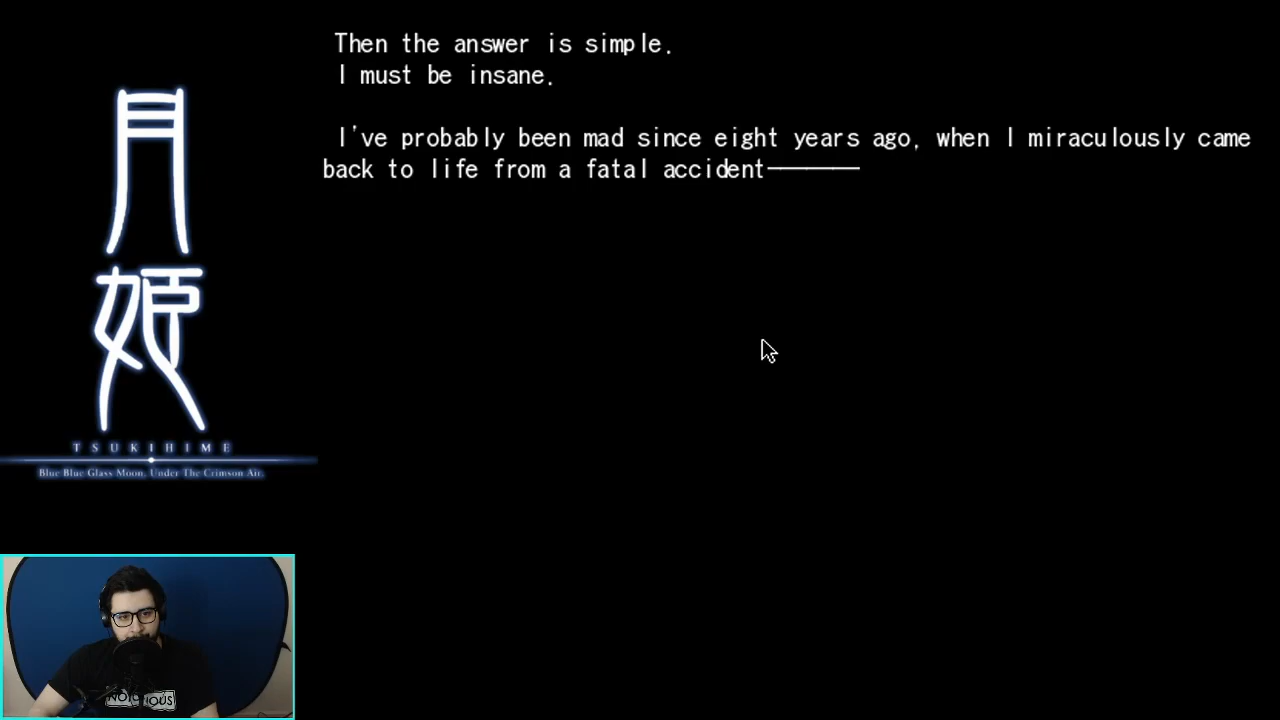 Then the answer is simple.
I must be insane.
I've probably been mad since eight years ago, when I miraculously came
back to life from a fatal accident――――
月姫
TSUKIHIME
Blue Blue Glass Moon, Under The Crimson Air.